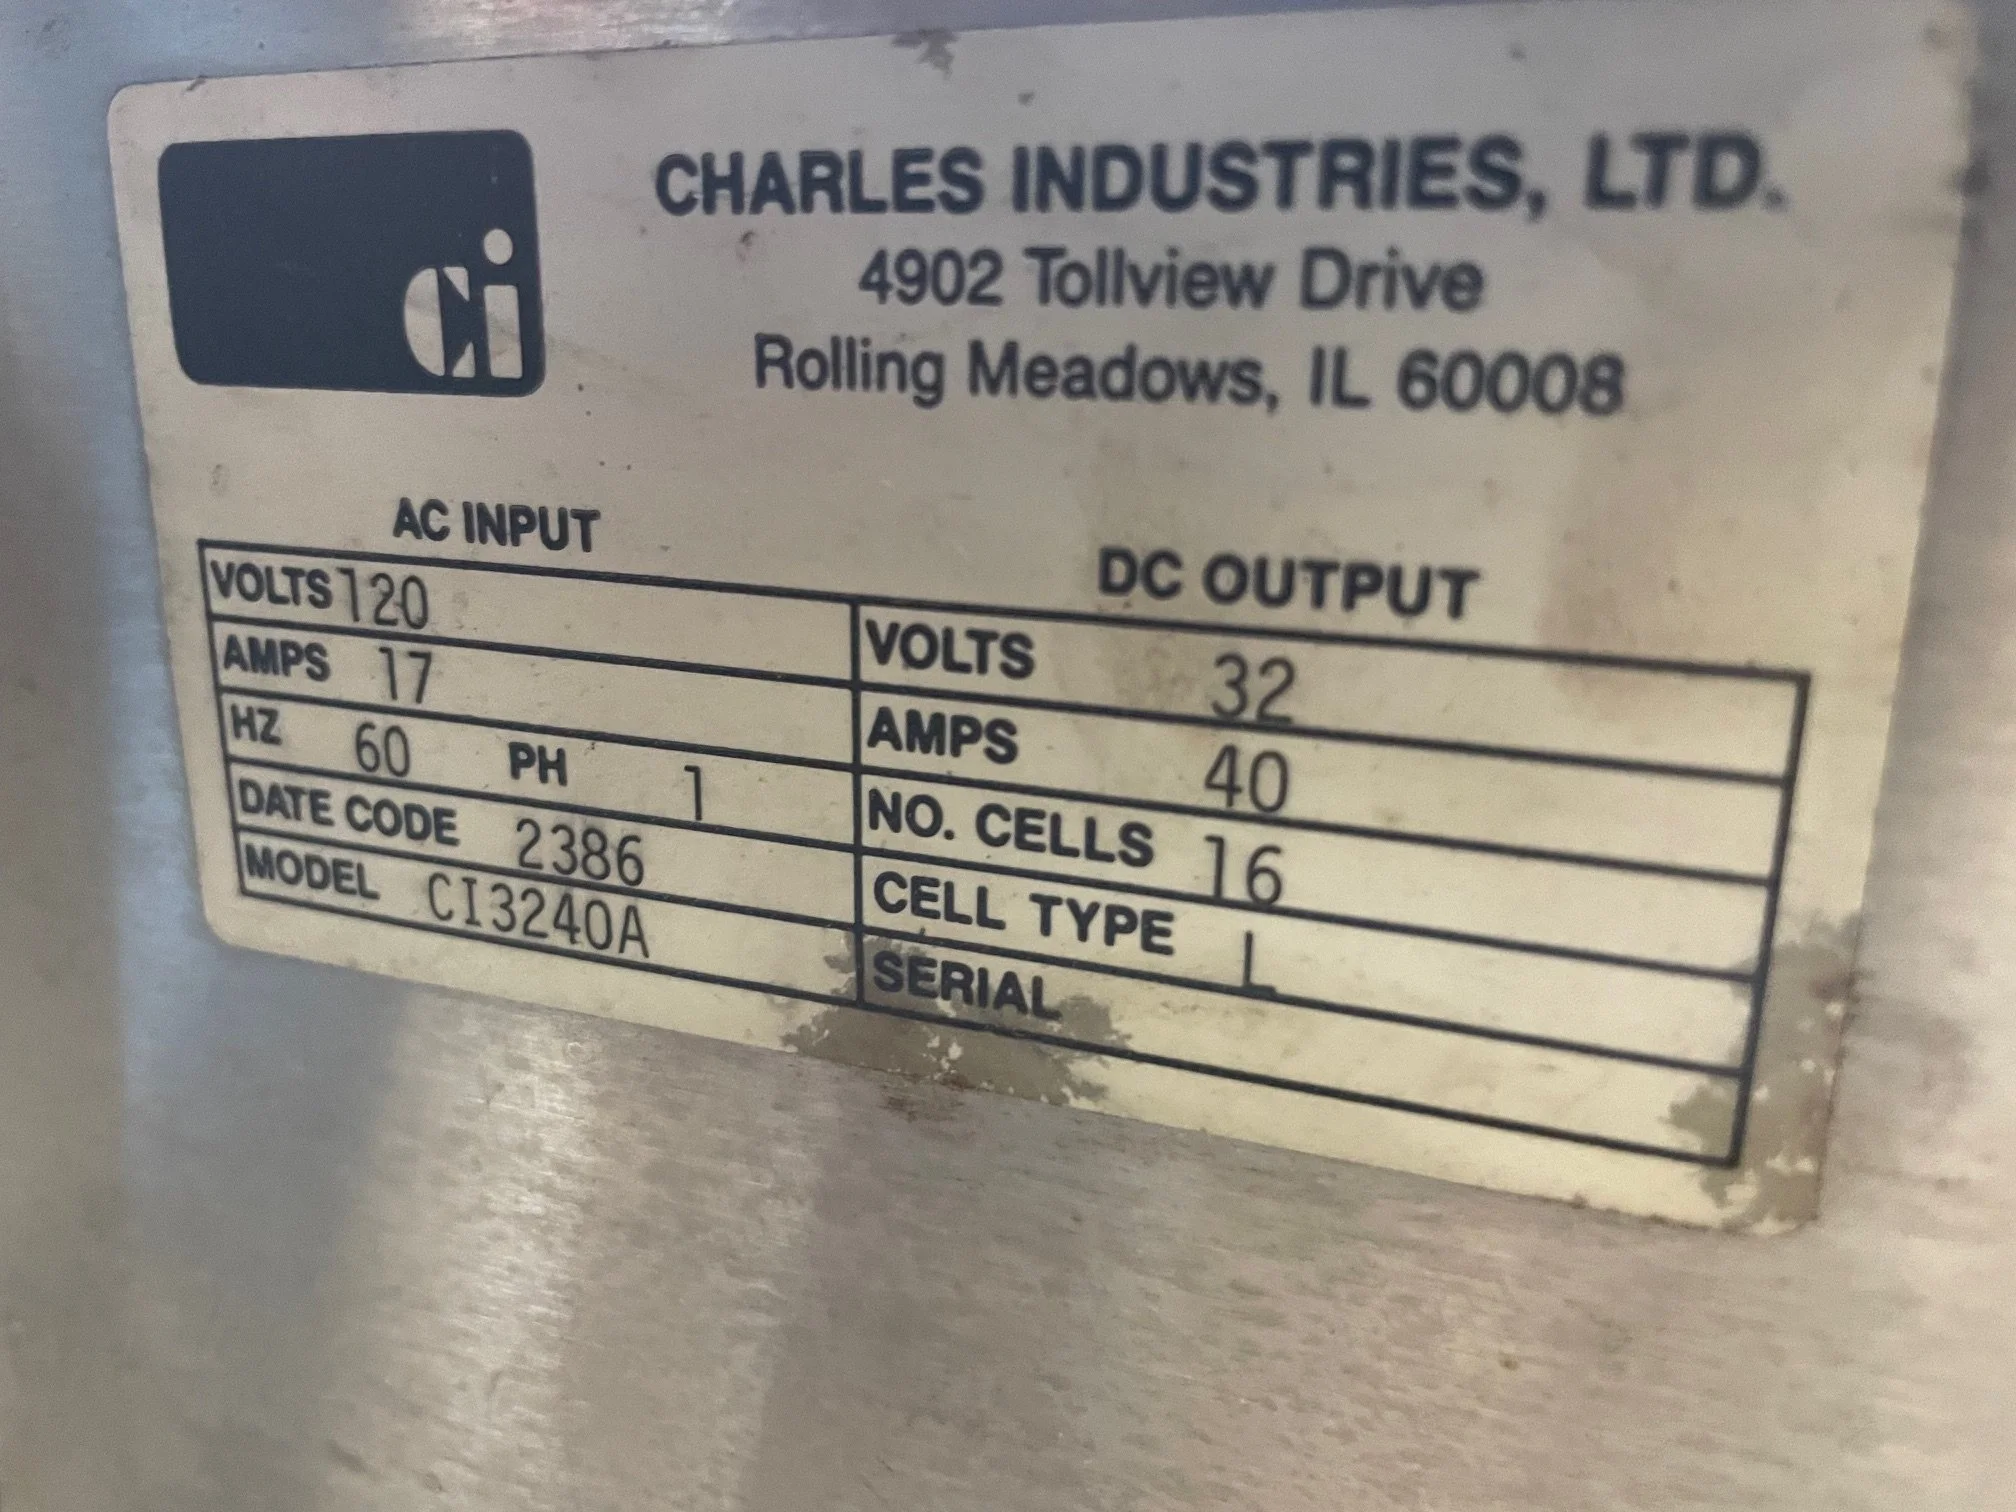 Ci
CHARLES INDUSTRIES, LTD.
4902 Tollview Drive
Rolling Meadows, IL 60008
AC INPUT
VOLTS 120
AMPS 17
HZ 60 PH 1
DATE CODE 2386
MODEL CI3240A
DC OUTPUT
VOLTS 32
AMPS 40
NO. CELLS 16
CELL TYPE L
SERIAL